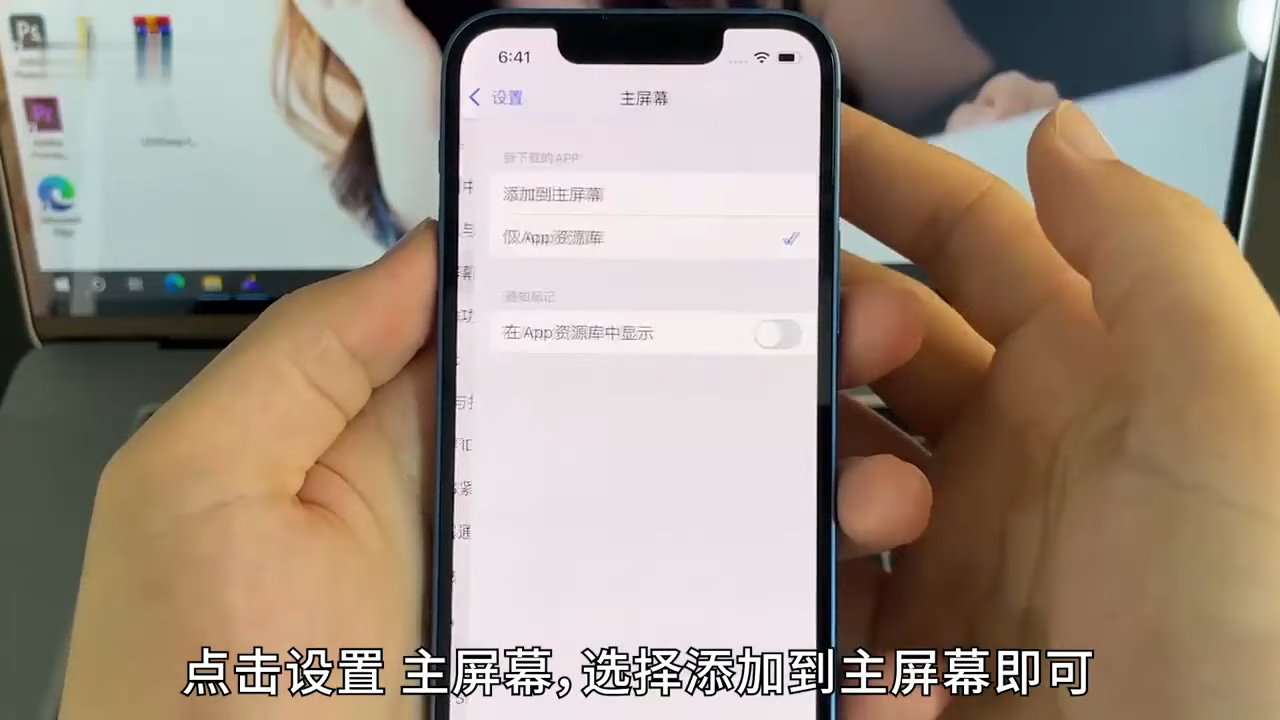 Ps
Pr
6:41
设置
主屏幕
新下载的APP
添加到主屏幕
仅App资源库
通知标记
在App资源库中显示
点击设置 主屏幕，选择添加到主屏幕即可